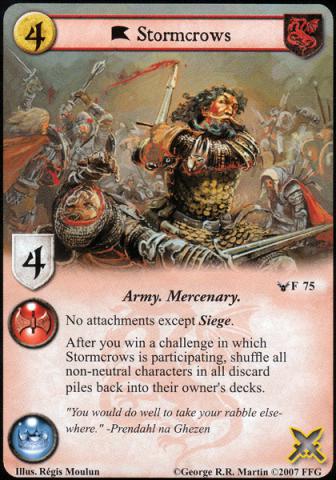 4
Stormcrows
4
F 75
Army. Mercenary.
No attachments except Siege.
After you win a challenge in which
Stormcrows is participating, shuffle all
non-neutral characters in all discard
piles back into their owner's decks.
"You would do well to take your rabble else-
where." -Prendahl na Ghezen
Illus. Régis Moulun
©George R.R. Martin ©2007 FFG